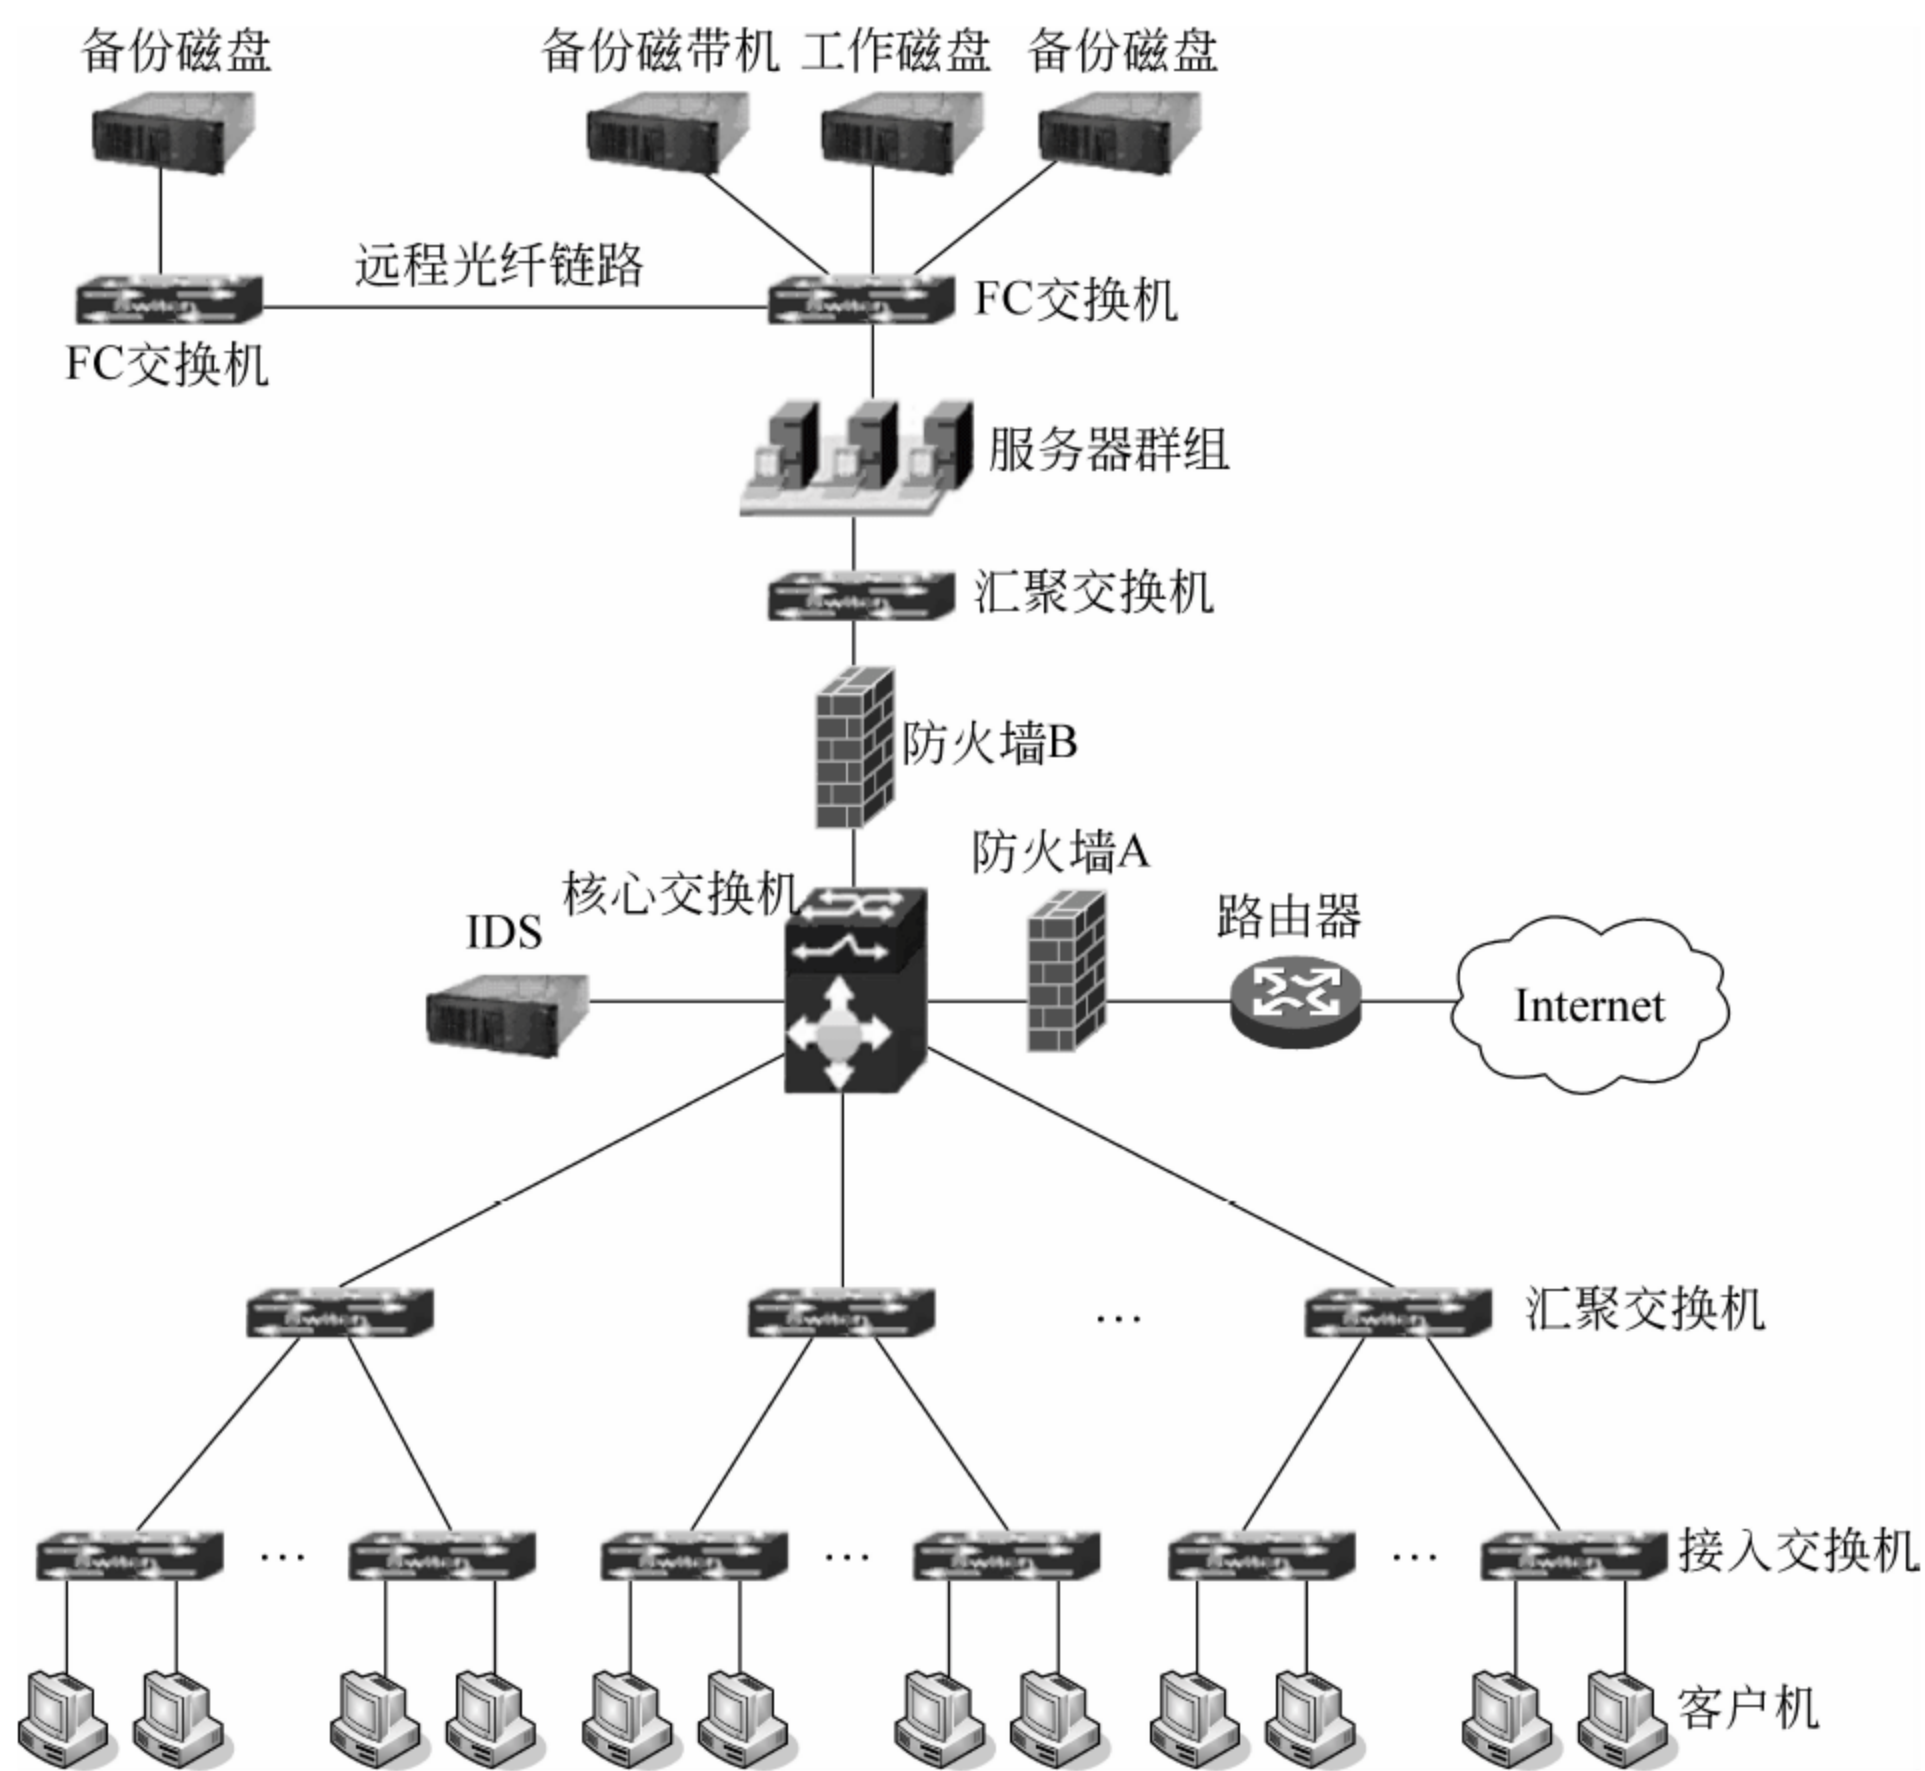 备份磁盘
备份磁带机
工作磁盘
备份磁盘
远程光纤链路
FC交换机
FC交换机
服务器群组
汇聚交换机
防火墙B
防火墙A
核心交换机
IDS
路由器
Internet
…
汇聚交换机
…
…
…
接入交换机
客户机